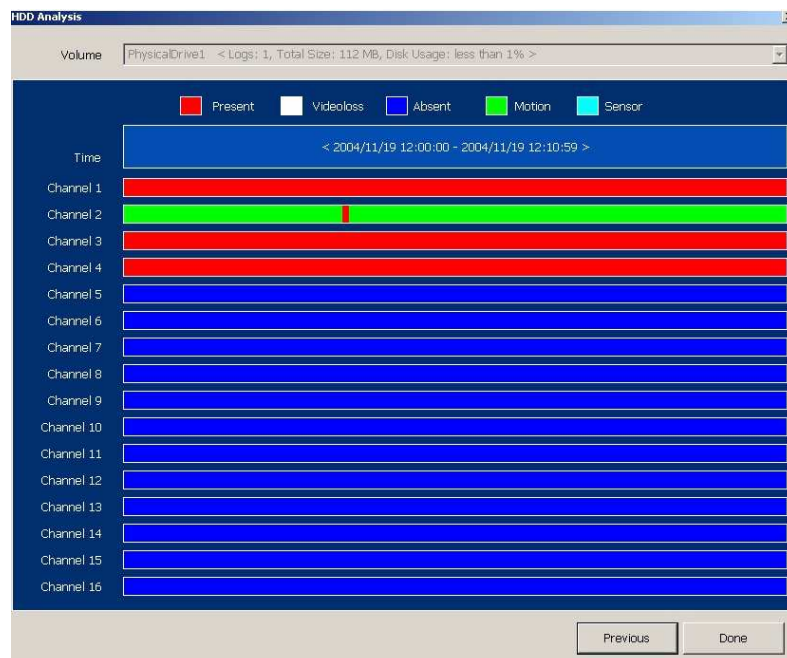 HDD Analysis
Volume PhysicalDrive1 < Logs: 1, Total Size: 112 MB, Disk Usage: less than 1% >
Present Videoloss Absent Motion Sensor
Time < 2004/11/19 12:00:00 - 2004/11/19 12:10:59 >
Channel 1
Channel 2
Channel 3
Channel 4
Channel 5
Channel 6
Channel 7
Channel 8
Channel 9
Channel 10
Channel 11
Channel 12
Channel 13
Channel 14
Channel 15
Channel 16
Previous Done